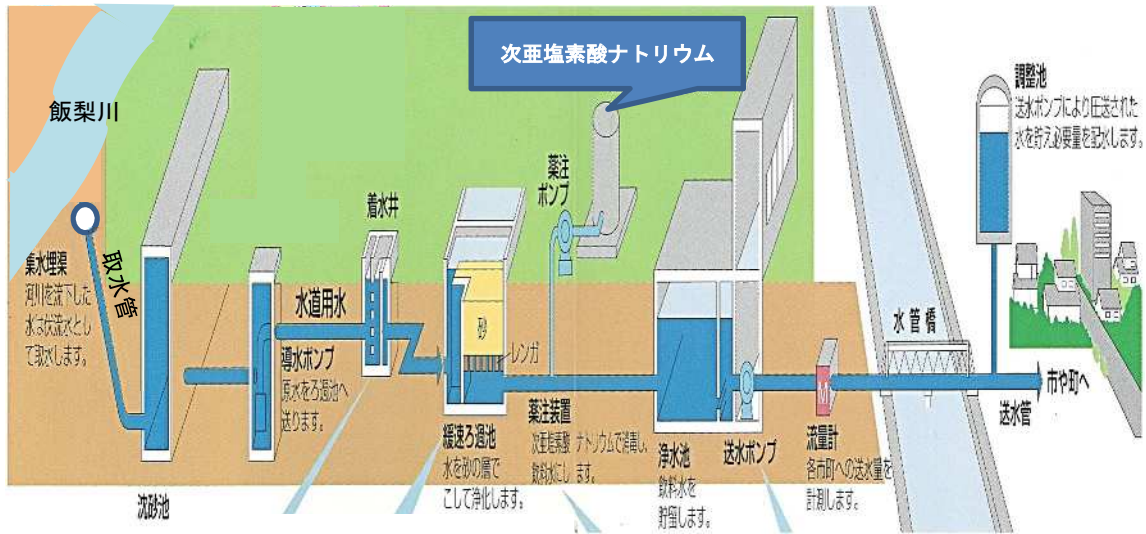 次亜塩素酸ナトリウム
飯梨川
集水埋渠
河川を流下した
水は伏流水とし
て取水します。
取水管
沈砂池
水道用水
導水ポンプ
原水をろ過池へ
送ります。
着水井
砂
レンガ
緩速ろ過池
水を砂の層で
こして浄化します。
薬注
ポンプ
薬注装置
次亜塩素酸 ナトリウムで消毒し、
飲料水にし ます。
浄水池
飲料水を
貯留します。
送水ポンプ
M
流量計
各市町への送水量を
計測します。
水管橋
調整池
送水ポンプにより圧送された
水を貯え必要量を配水します。
市や町へ
送水管